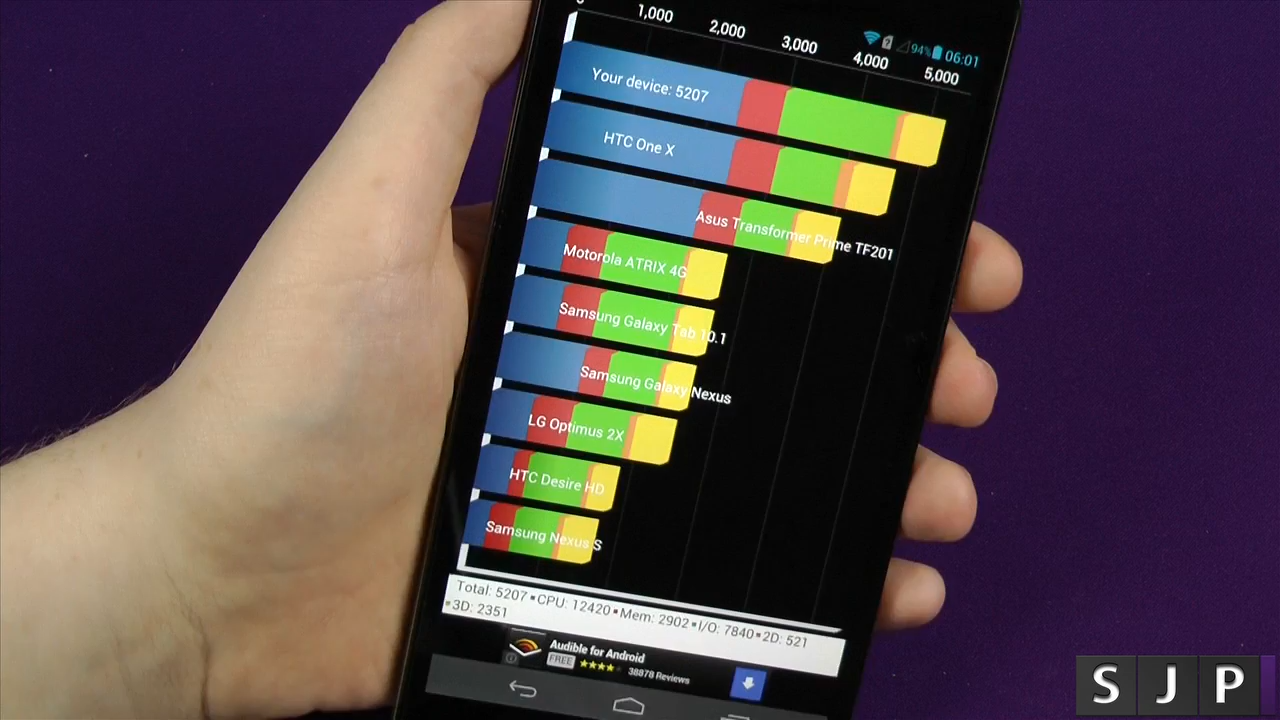 0 1,000 2,000 3,000 4,000 5,000
94% 06:01
Your device: 5207
HTC One X
Asus Transformer Prime TF201
Motorola ATRIX 4G
Samsung Galaxy Tab 10.1
Samsung Galaxy Nexus
LG Optimus 2X
HTC Desire HD
Samsung Nexus S
Total: 5207▪CPU: 12420▪Mem: 2902▪I/O: 7840▪2D: 521
▪3D: 2351
Audible for Android
FREE 38878 Reviews
SJP